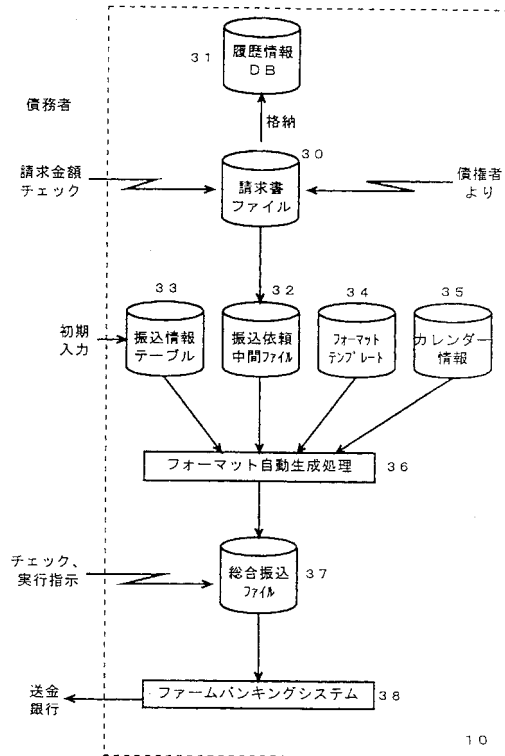 31
履歴情報
DB
債務者
格納
30
請求金額
チェック
請求書
ファイル
債権者
より
33
32
34
35
初期
入力
振込情報
テーブル
振込依頼
中間ファイル
フォーマット
テンプレート
カレンダー
情報
フォーマット自動生成処理
36
チェック、
実行指示
総合振込
ファイル
37
送金
銀行
ファームバンキングシステム
38
10